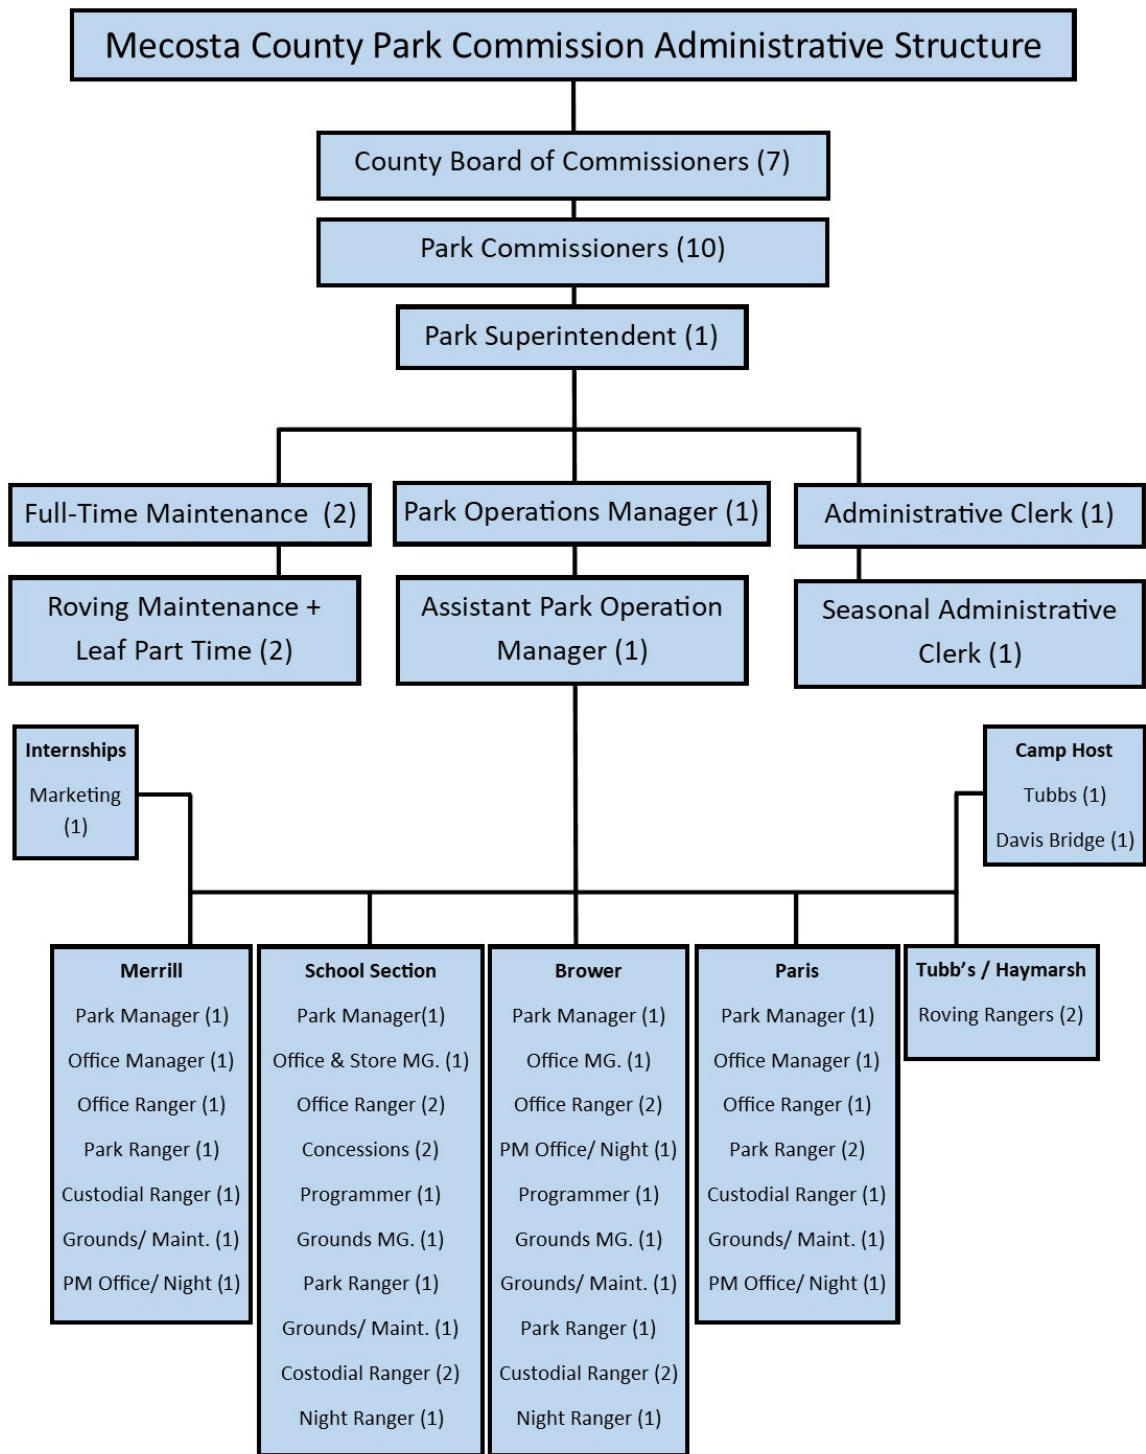 Mecosta County Park Commission Administrative Structure
County Board of Commissioners (7)
Park Commissioners (10)
Park Superintendent (1)
Full-Time Maintenance (2)
Park Operations Manager (1)
Administrative Clerk (1)
Roving Maintenance +
Leaf Part Time (2)
Assistant Park Operation
Manager (1)
Seasonal Administrative
Clerk (1)
Internships
Marketing
(1)
Camp Host
Tubbs (1)
Davis Bridge (1)
Merrill
Park Manager (1)
Office Manager (1)
Office Ranger (1)
Park Ranger (1)
Custodial Ranger (1)
Grounds/ Maint. (1)
PM Office/ Night (1)
School Section
Park Manager(1)
Office & Store MG. (1)
Office Ranger (2)
Concessions (2)
Programmer (1)
Grounds MG. (1)
Park Ranger (1)
Grounds/ Maint. (1)
Costodial Ranger (2)
Night Ranger (1)
Brower
Park Manager (1)
Office MG. (1)
Office Ranger (2)
PM Office/ Night (1)
Programmer (1)
Grounds MG. (1)
Grounds/ Maint. (1)
Park Ranger (1)
Custodial Ranger (2)
Night Ranger (1)
Paris
Park Manager (1)
Office Manager (1)
Office Ranger (1)
Park Ranger (2)
Custodial Ranger (1)
Grounds/ Maint. (1)
PM Office/ Night (1)
Tubb's / Haymarsh
Roving Rangers (2)